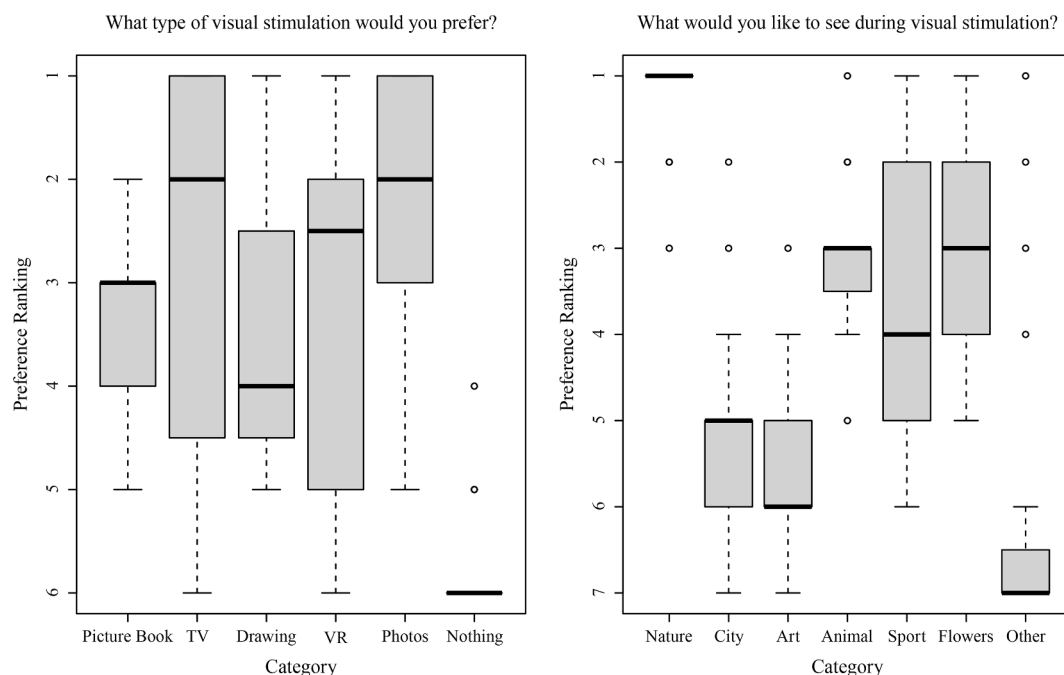 What type of visual stimulation would you prefer?
What would you like to see during visual stimulation?
Preference Ranking
1
2
3
4
5
6
Picture Book TV Drawing VR Photos Nothing
Category
Preference Ranking
1
2
3
4
5
6
7
Nature City Art Animal Sport Flowers Other
Category